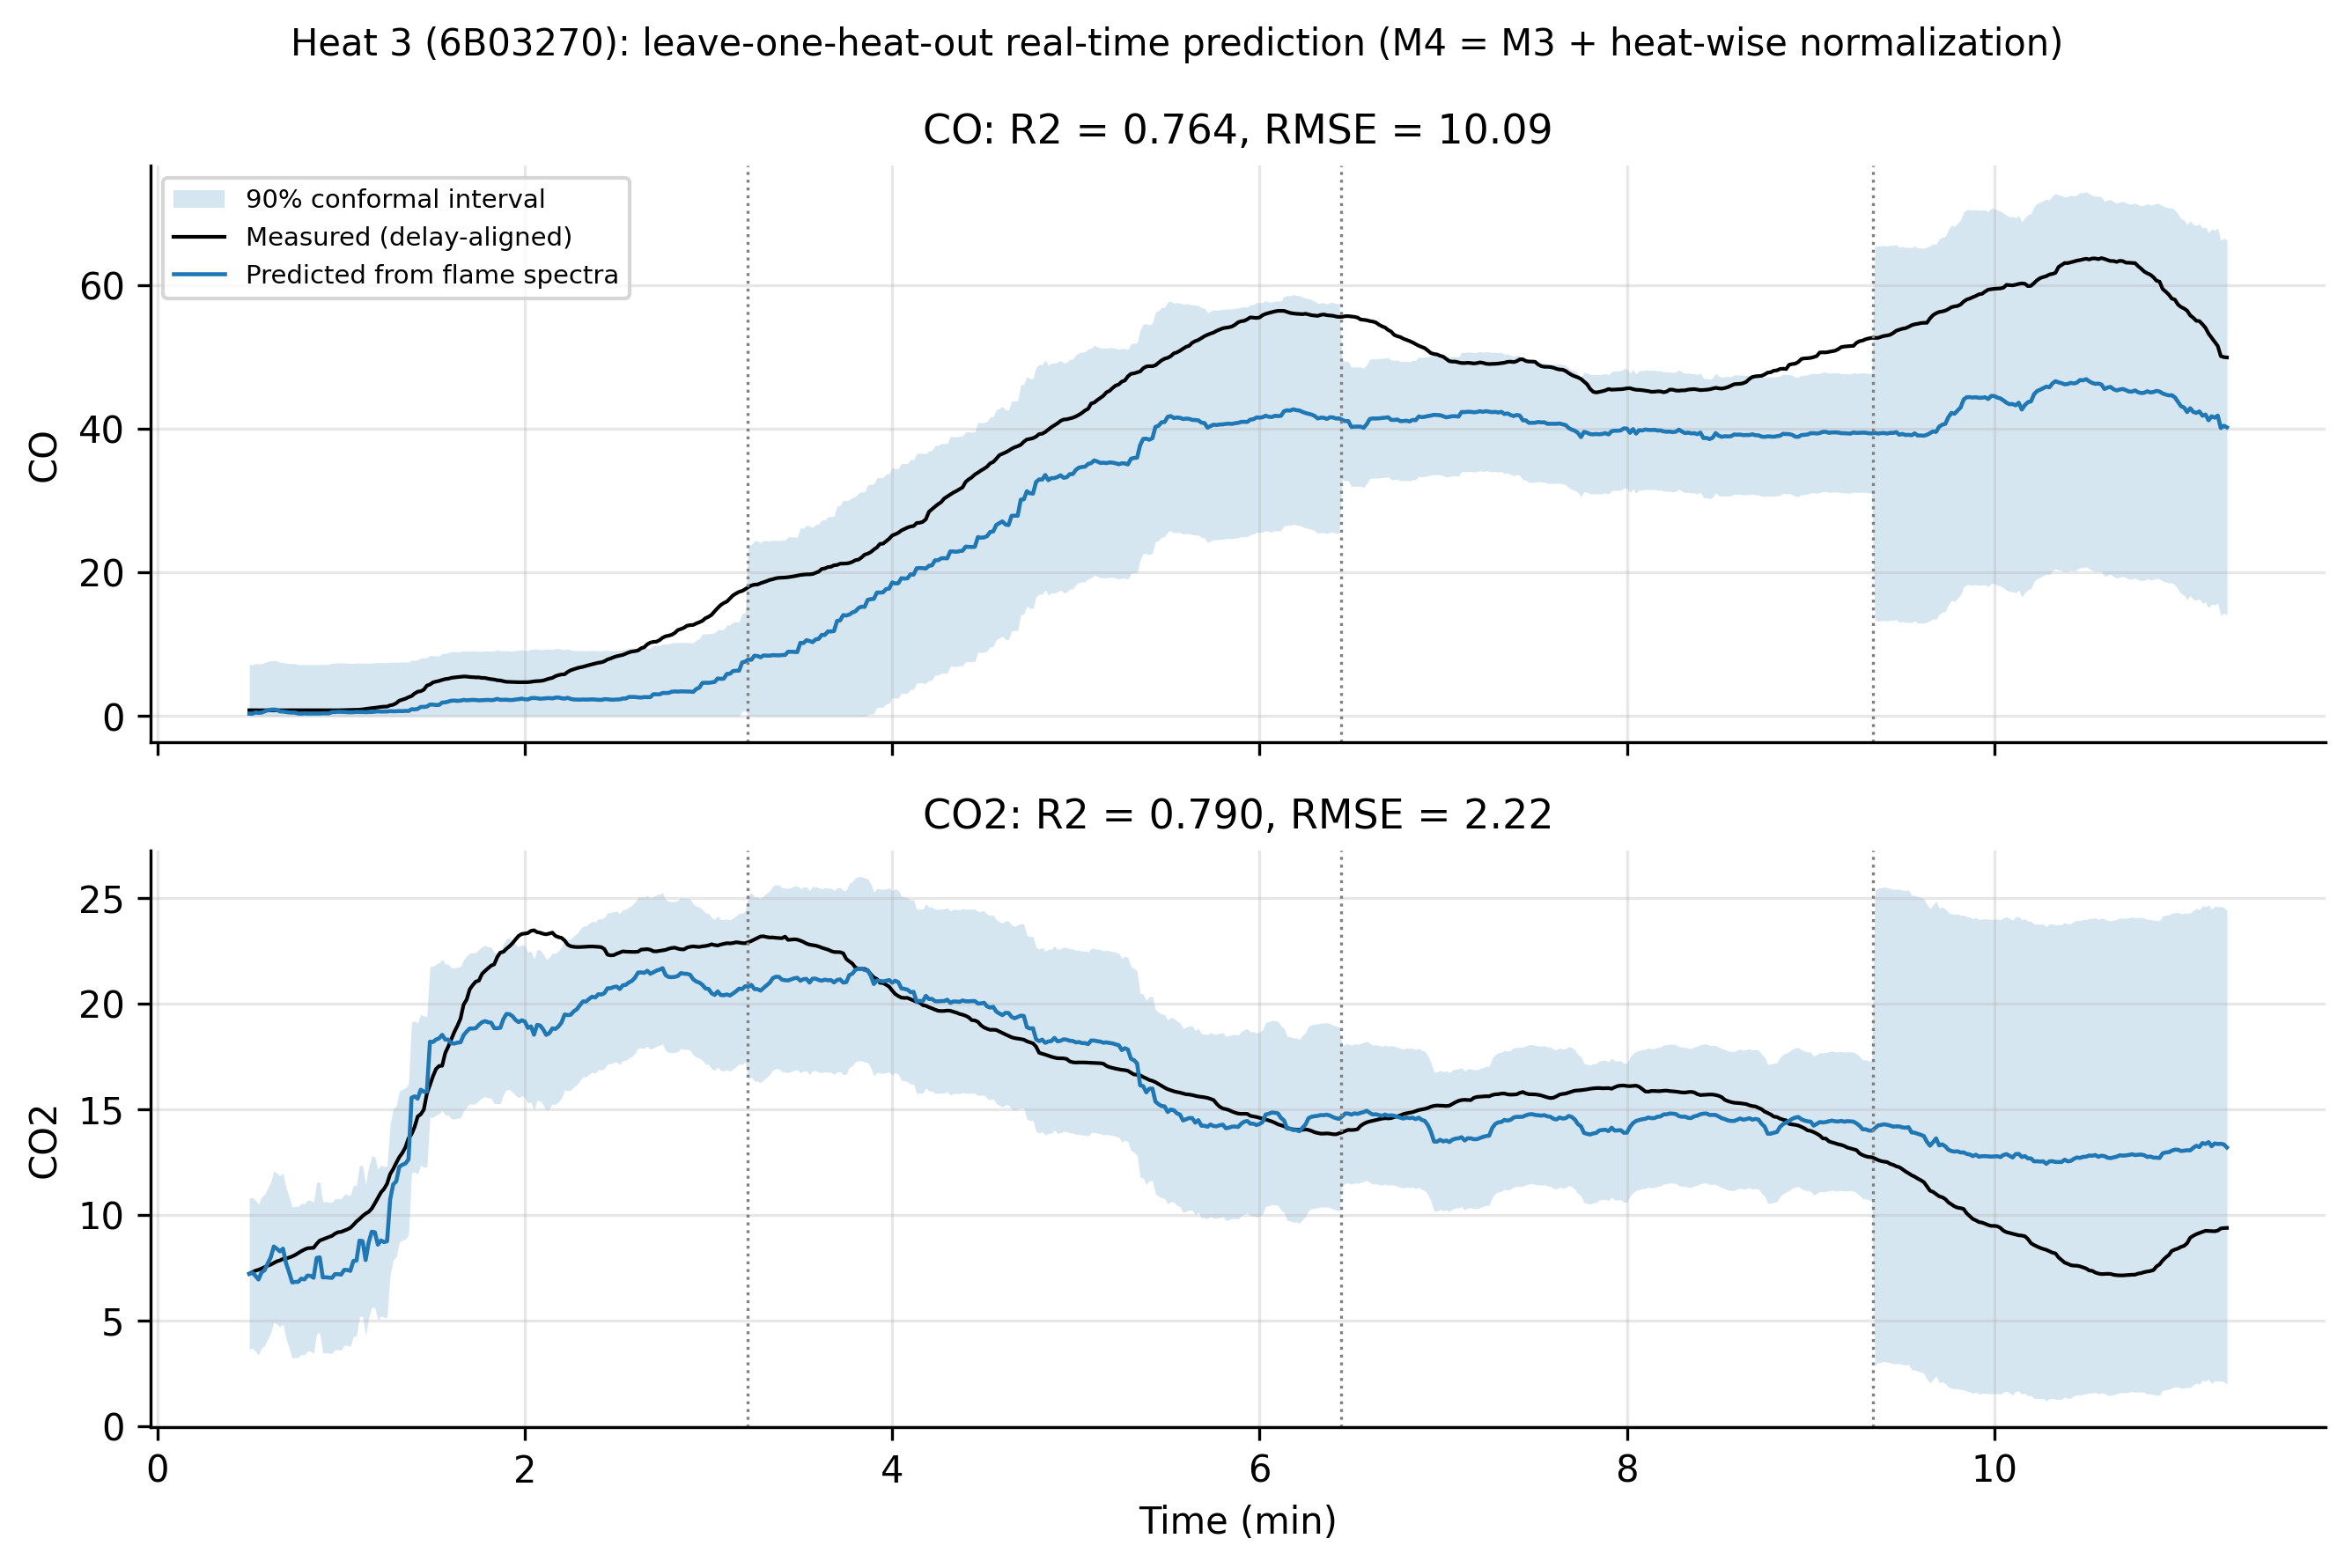 Heat 3 (6B03270): leave-one-heat-out real-time prediction (M4 = M3 + heat-wise normalization)
CO: R2 = 0.764, RMSE = 10.09
90% conformal interval
Measured (delay-aligned)
Predicted from flame spectra
60
40
20
0
CO
CO2: R2 = 0.790, RMSE = 2.22
25
20
15
10
5
0
CO2
0 2 4 6 8 10
Time (min)